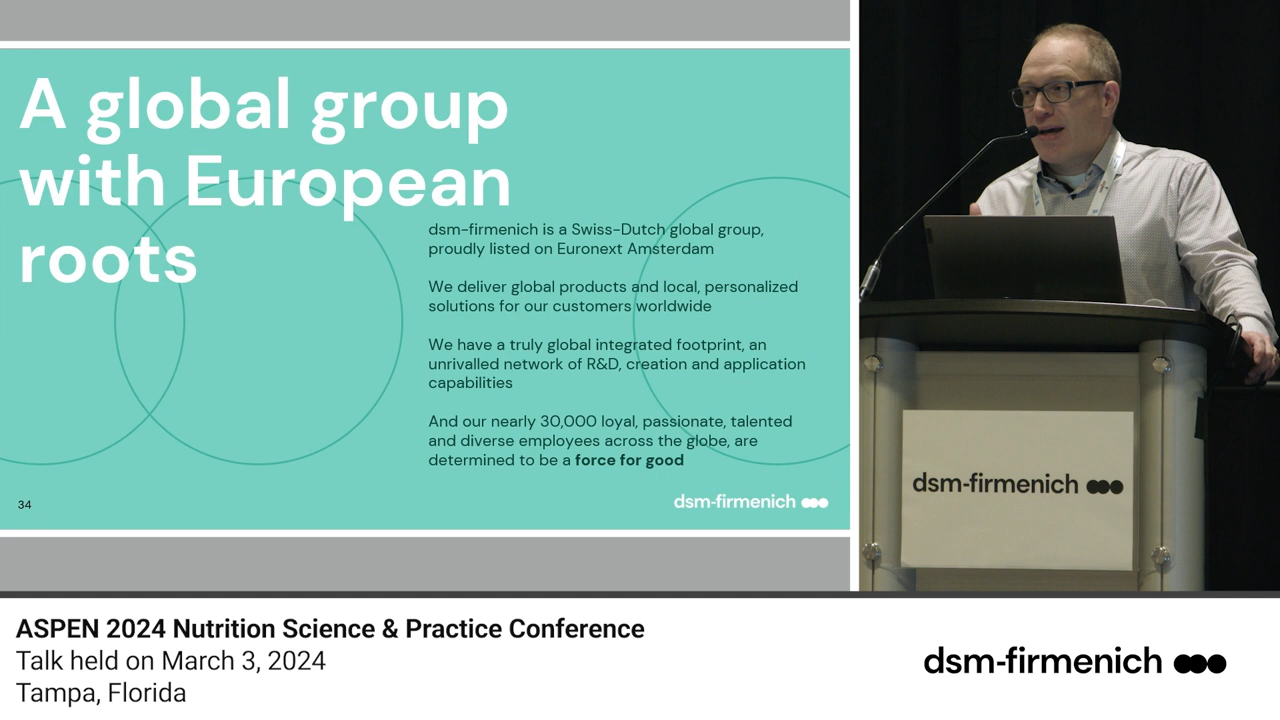 A global group
with European
roots
dsm-firmenich is a Swiss-Dutch global group,
proudly listed on Euronext Amsterdam
We deliver global products and local, personalized
solutions for our customers worldwide
We have a truly global integrated footprint, an
unrivalled network of R&D, creation and application
capabilities
And our nearly 30,000 loyal, passionate, talented
and diverse employees across the globe, are
determined to be a force for good
34
dsm-firmenich
dsm-firmenich
ASPEN 2024 Nutrition Science & Practice Conference
Talk held on March 3, 2024
Tampa, Florida
dsm-firmenich